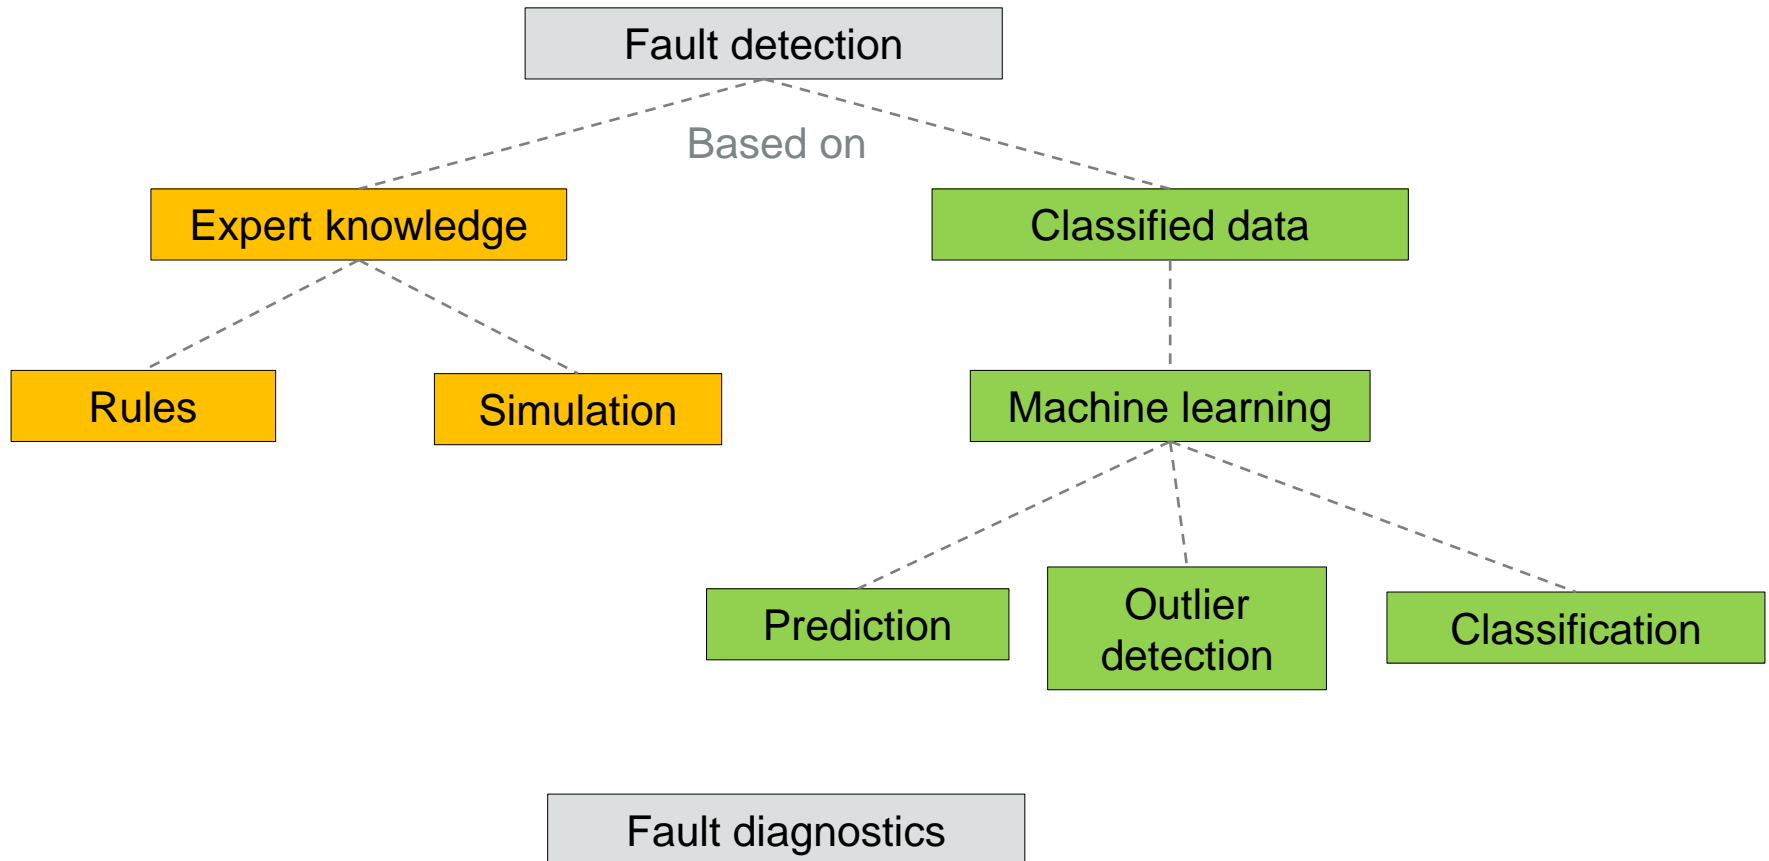 Fault detection
Based on
Expert knowledge
Classified data
Rules
Simulation
Machine learning
Prediction
Outlier
detection
Classification
Fault diagnostics